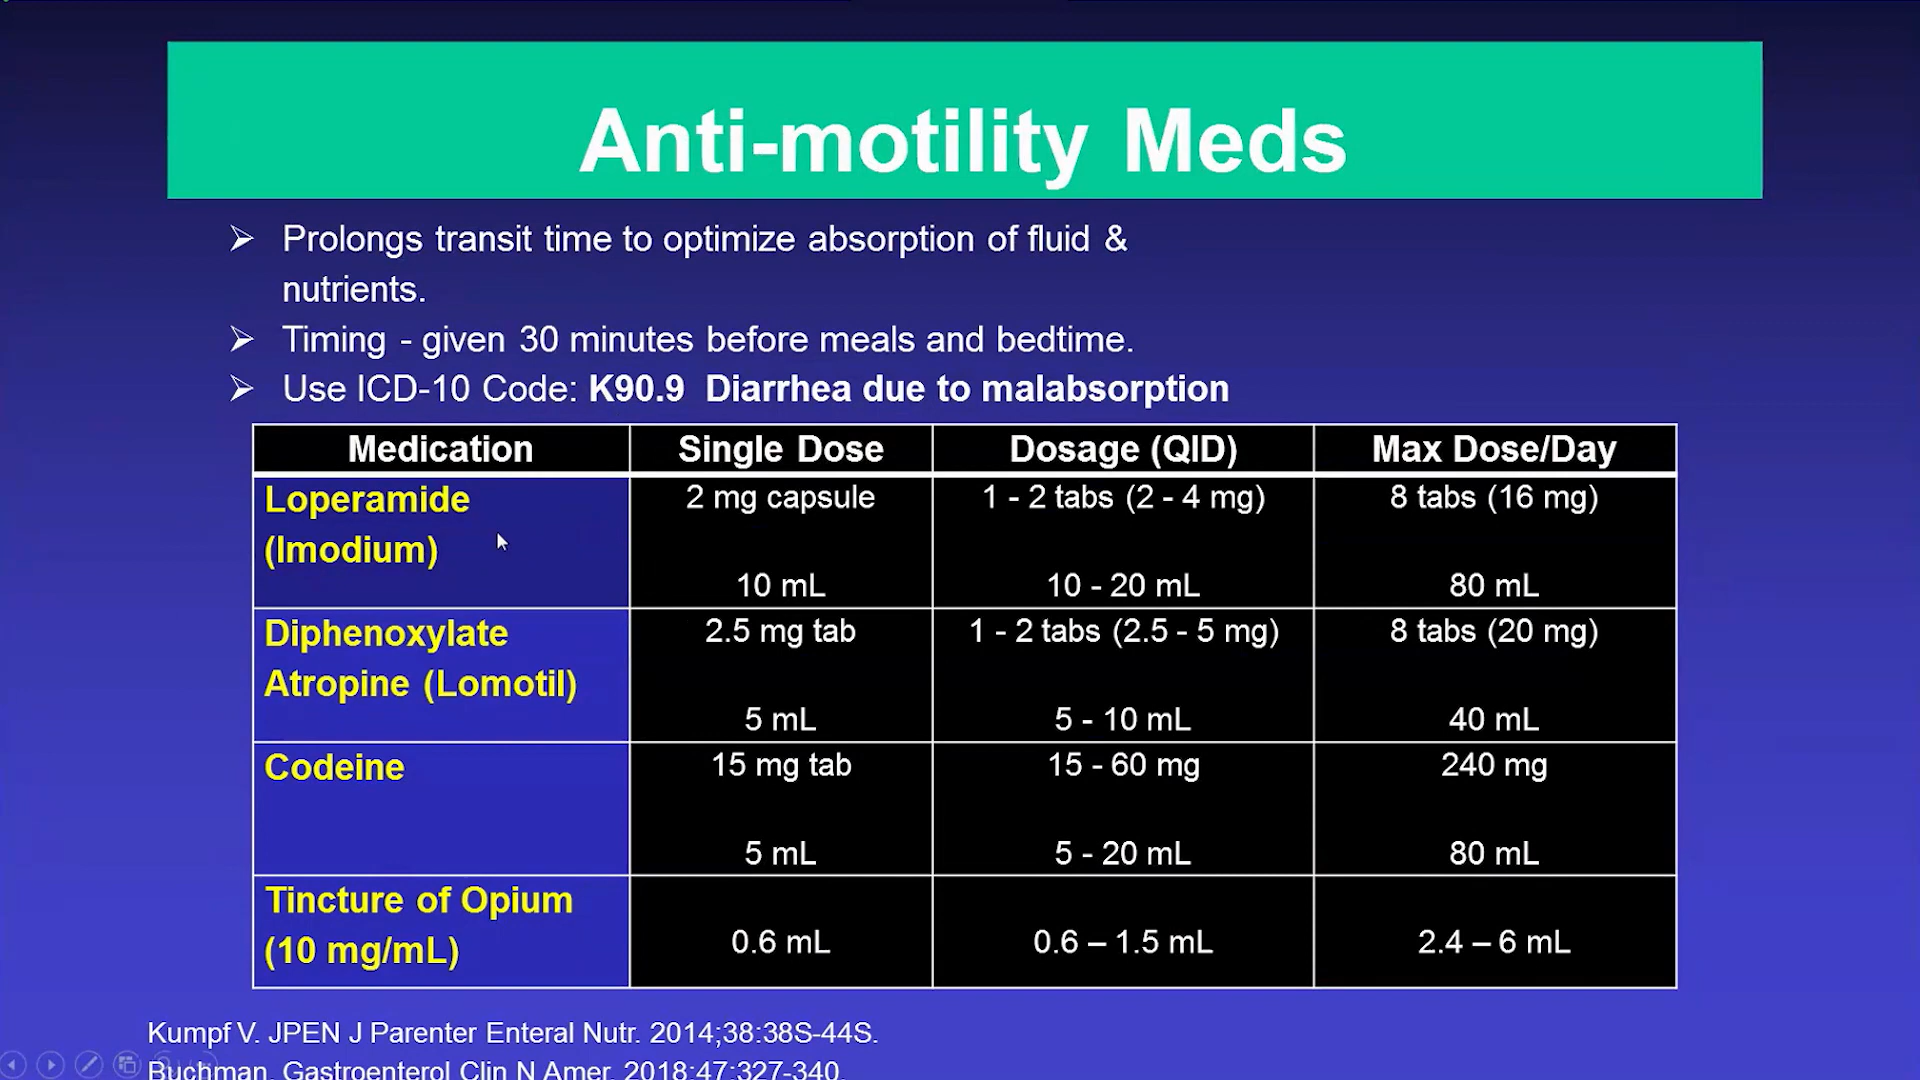 Anti-motility Meds
➢ Prolongs transit time to optimize absorption of fluid &
nutrients.
➢ Timing - given 30 minutes before meals and bedtime.
➢ Use ICD-10 Code: K90.9 Diarrhea due to malabsorption
Medication Single Dose Dosage (QID) Max Dose/Day
Loperamide 2 mg capsule 1 - 2 tabs (2 - 4 mg) 8 tabs (16 mg)
(Imodium)
10 mL 10 - 20 mL 80 mL
Diphenoxylate 2.5 mg tab 1 - 2 tabs (2.5 - 5 mg) 8 tabs (20 mg)
Atropine (Lomotil)
5 mL 5 - 10 mL 40 mL
Codeine 15 mg tab 15 - 60 mg 240 mg
5 mL 5 - 20 mL 80 mL
Tincture of Opium
(10 mg/mL) 0.6 mL 0.6 – 1.5 mL 2.4 – 6 mL
Kumpf V. JPEN J Parenter Enteral Nutr. 2014;38:38S-44S.
Buchman. Gastroenterol Clin N Amer. 2018:47:327-340.